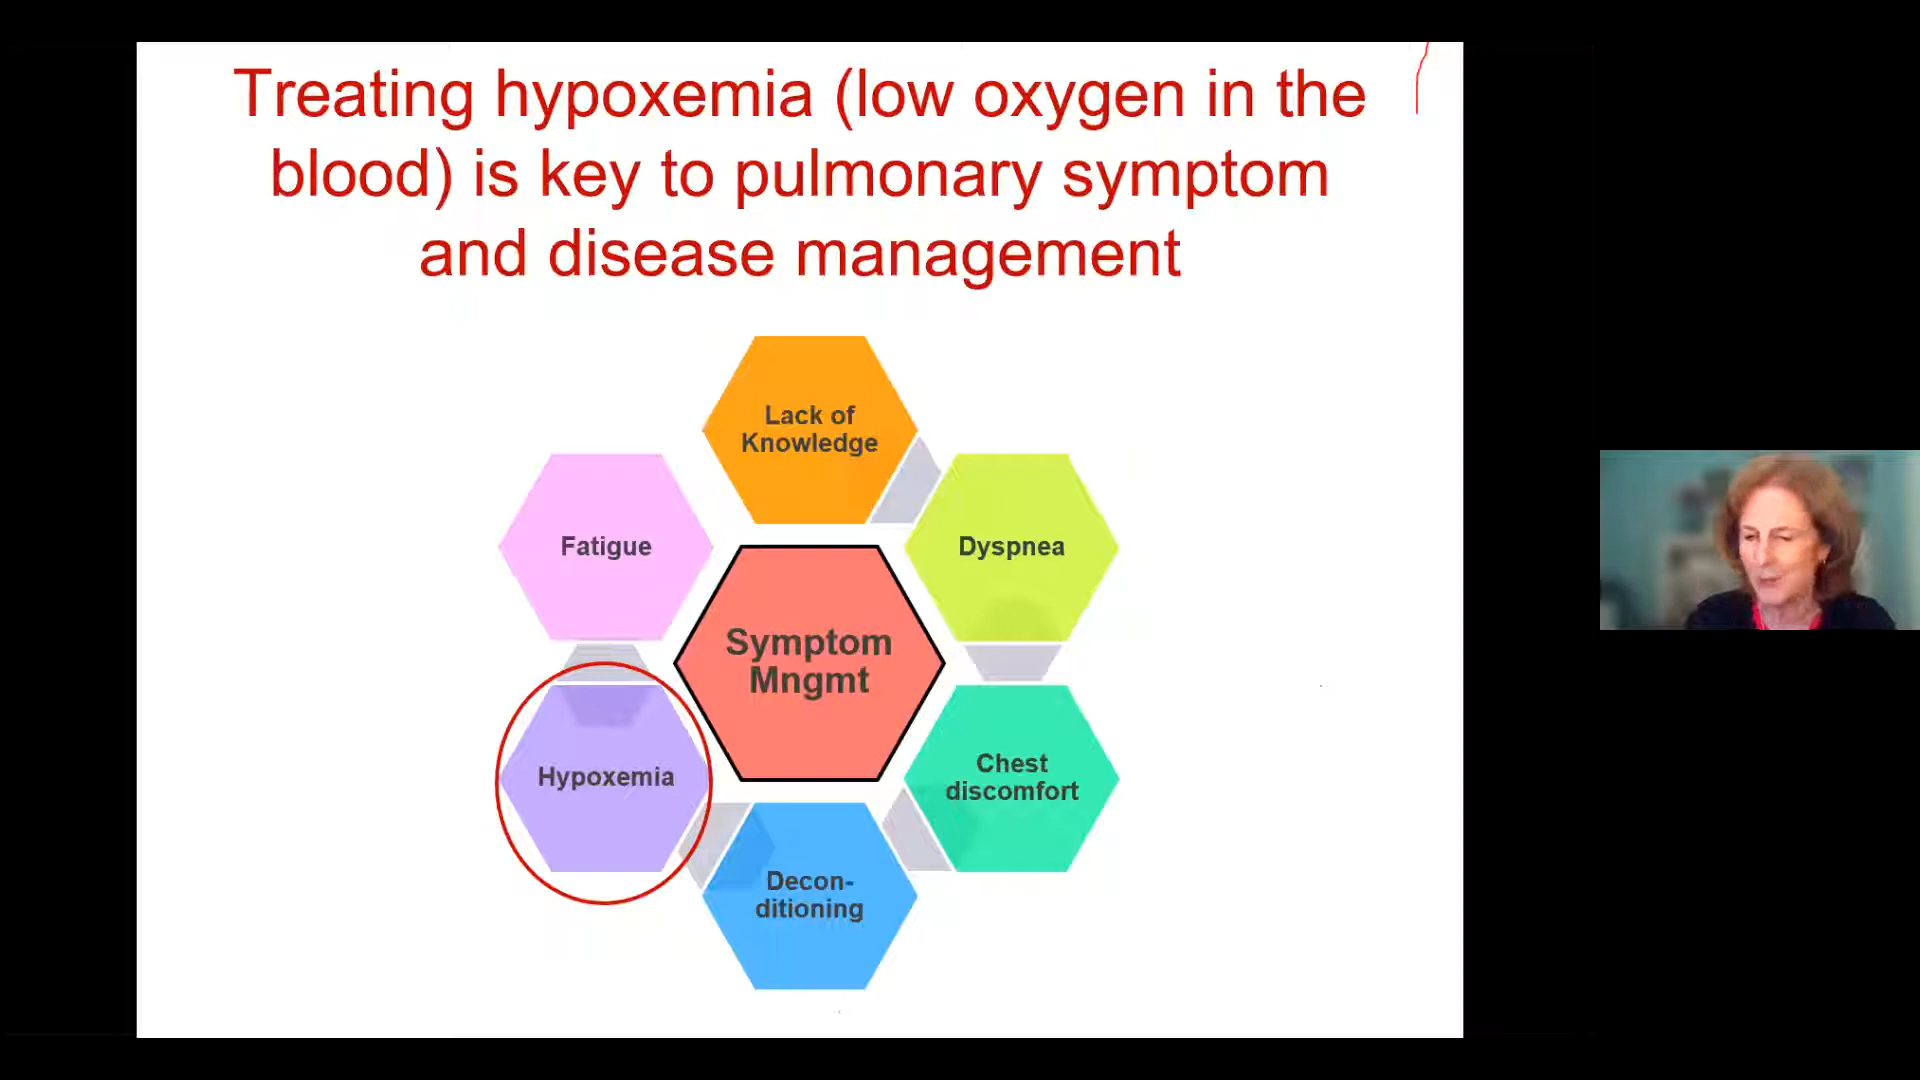 Treating hypoxemia (low oxygen in the
blood) is key to pulmonary symptom
and disease management
Lack of
Knowledge
Fatigue
Dyspnea
Symptom
Mngmt
Hypoxemia
Chest
discomfort
Decon-
ditioning